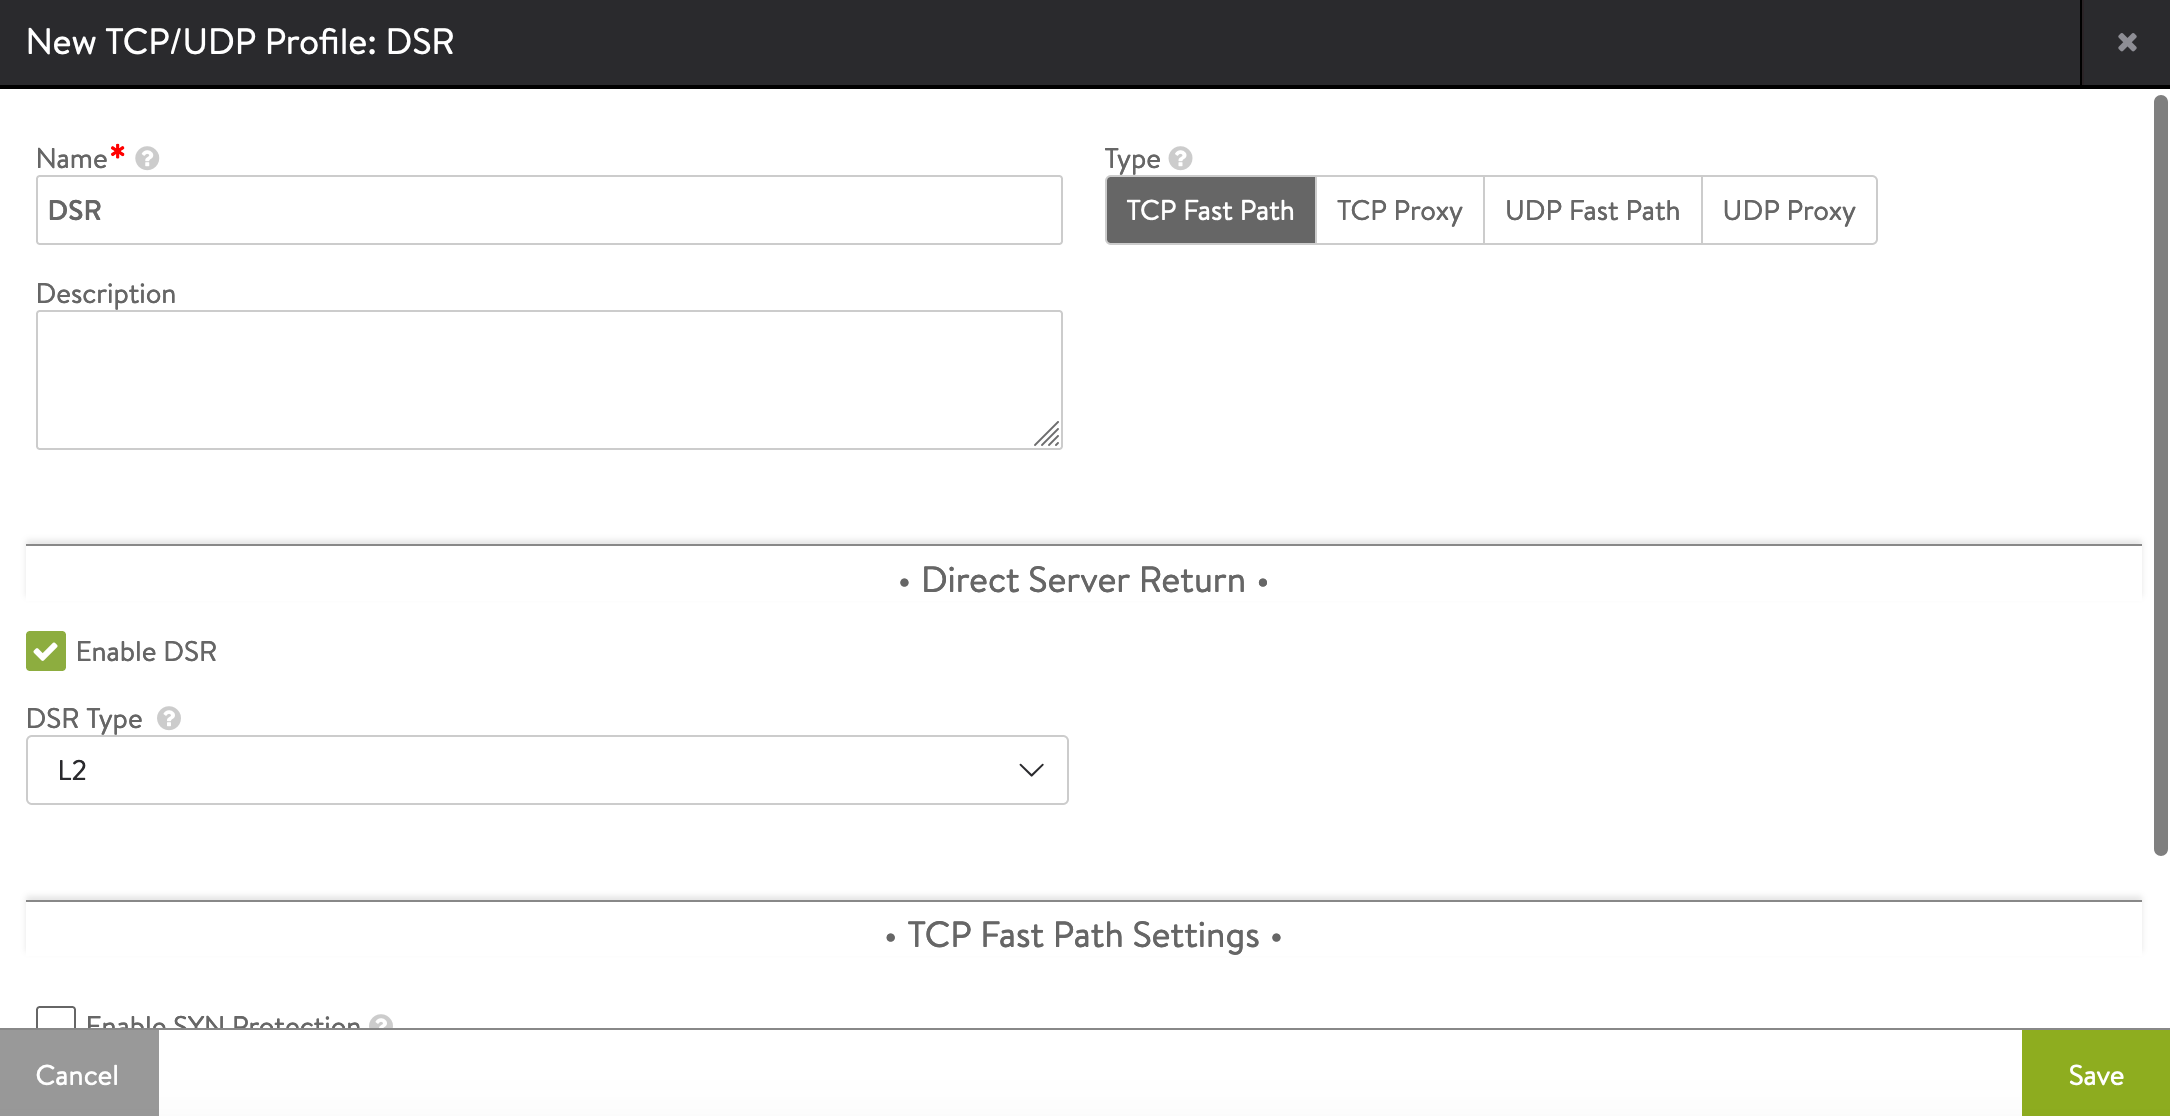 New TCP/UDP Profile: DSR
Name*
DSR
Type
TCP Fast Path
TCP Proxy
UDP Fast Path
UDP Proxy
Description
• Direct Server Return •
Enable DSR
DSR Type
L2
• TCP Fast Path Settings •
Enable SYN Protection
Cancel
Save